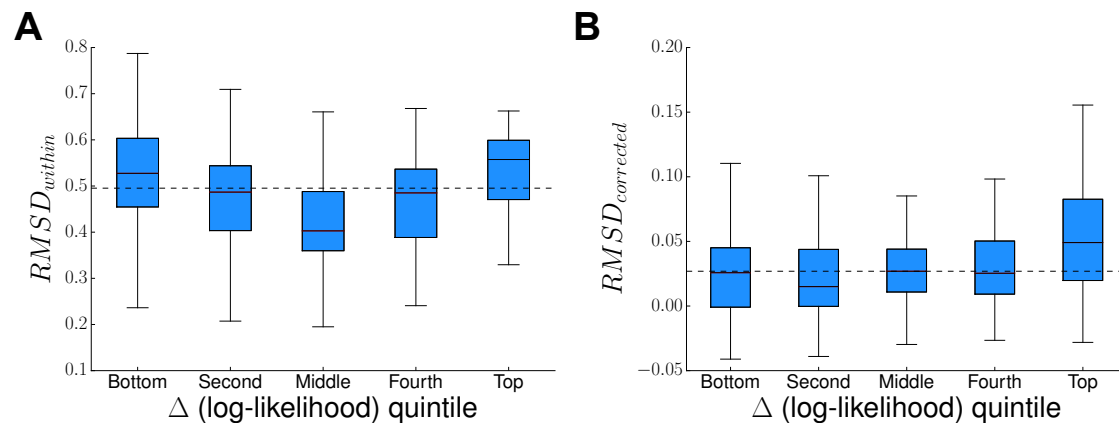 A
RMSD_within
0.8
0.7
0.6
0.5
0.4
0.3
0.2
0.1
Bottom Second Middle Fourth Top
Δ (log-likelihood) quintile
B
RMSD_corrected
0.20
0.15
0.10
0.05
0.00
−0.05
Bottom Second Middle Fourth Top
Δ (log-likelihood) quintile